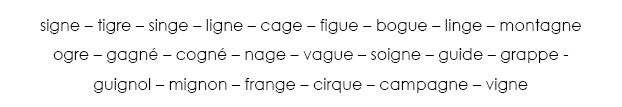 signe – tigre – singe – ligne – cage – figue – bogue – linge – montagne
ogre – gagné – cogné – nage – vague – soigne – guide – grappe -
guignol – mignon – frange – cirque – campagne – vigne